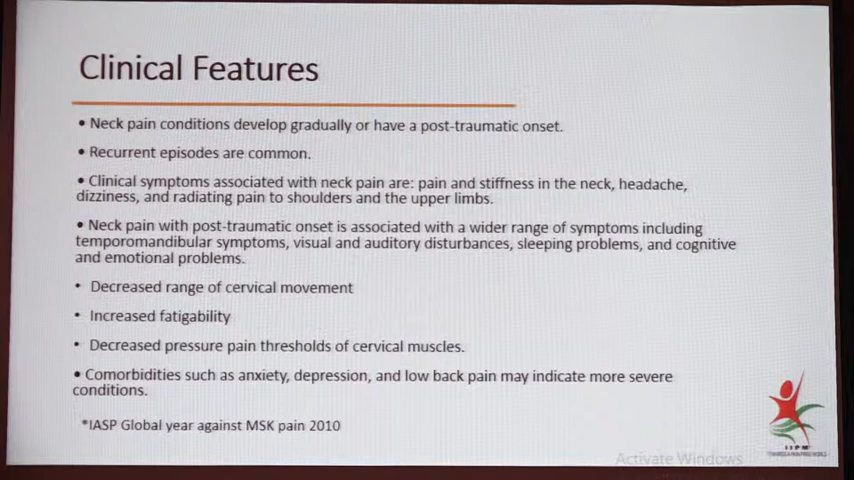 Clinical Features
• Neck pain conditions develop gradually or have a post-traumatic onset.
• Recurrent episodes are common.
• Clinical symptoms associated with neck pain are: pain and stiffness in the neck, headache,
dizziness, and radiating pain to shoulders and the upper limbs.
• Neck pain with post-traumatic onset is associated with a wider range of symptoms including
temporomandibular symptoms, visual and auditory disturbances, sleeping problems, and cognitive
and emotional problems.
• Decreased range of cervical movement
• Increased fatigability
• Decreased pressure pain thresholds of cervical muscles.
• Comorbidities such as anxiety, depression, and low back pain may indicate more severe
conditions.
*IASP Global year against MSK pain 2010
IIPM
Activate Windows